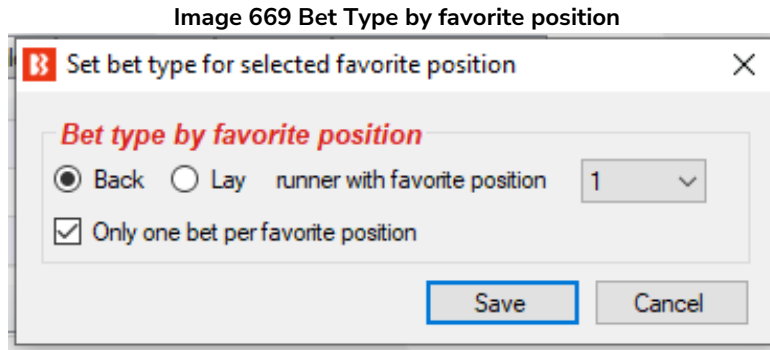 Image 669 Bet Type by favorite position
Set bet type for selected favorite position
Bet type by favorite position
Back Lay runner with favorite position 1
Only one bet per favorite position
Save Cancel